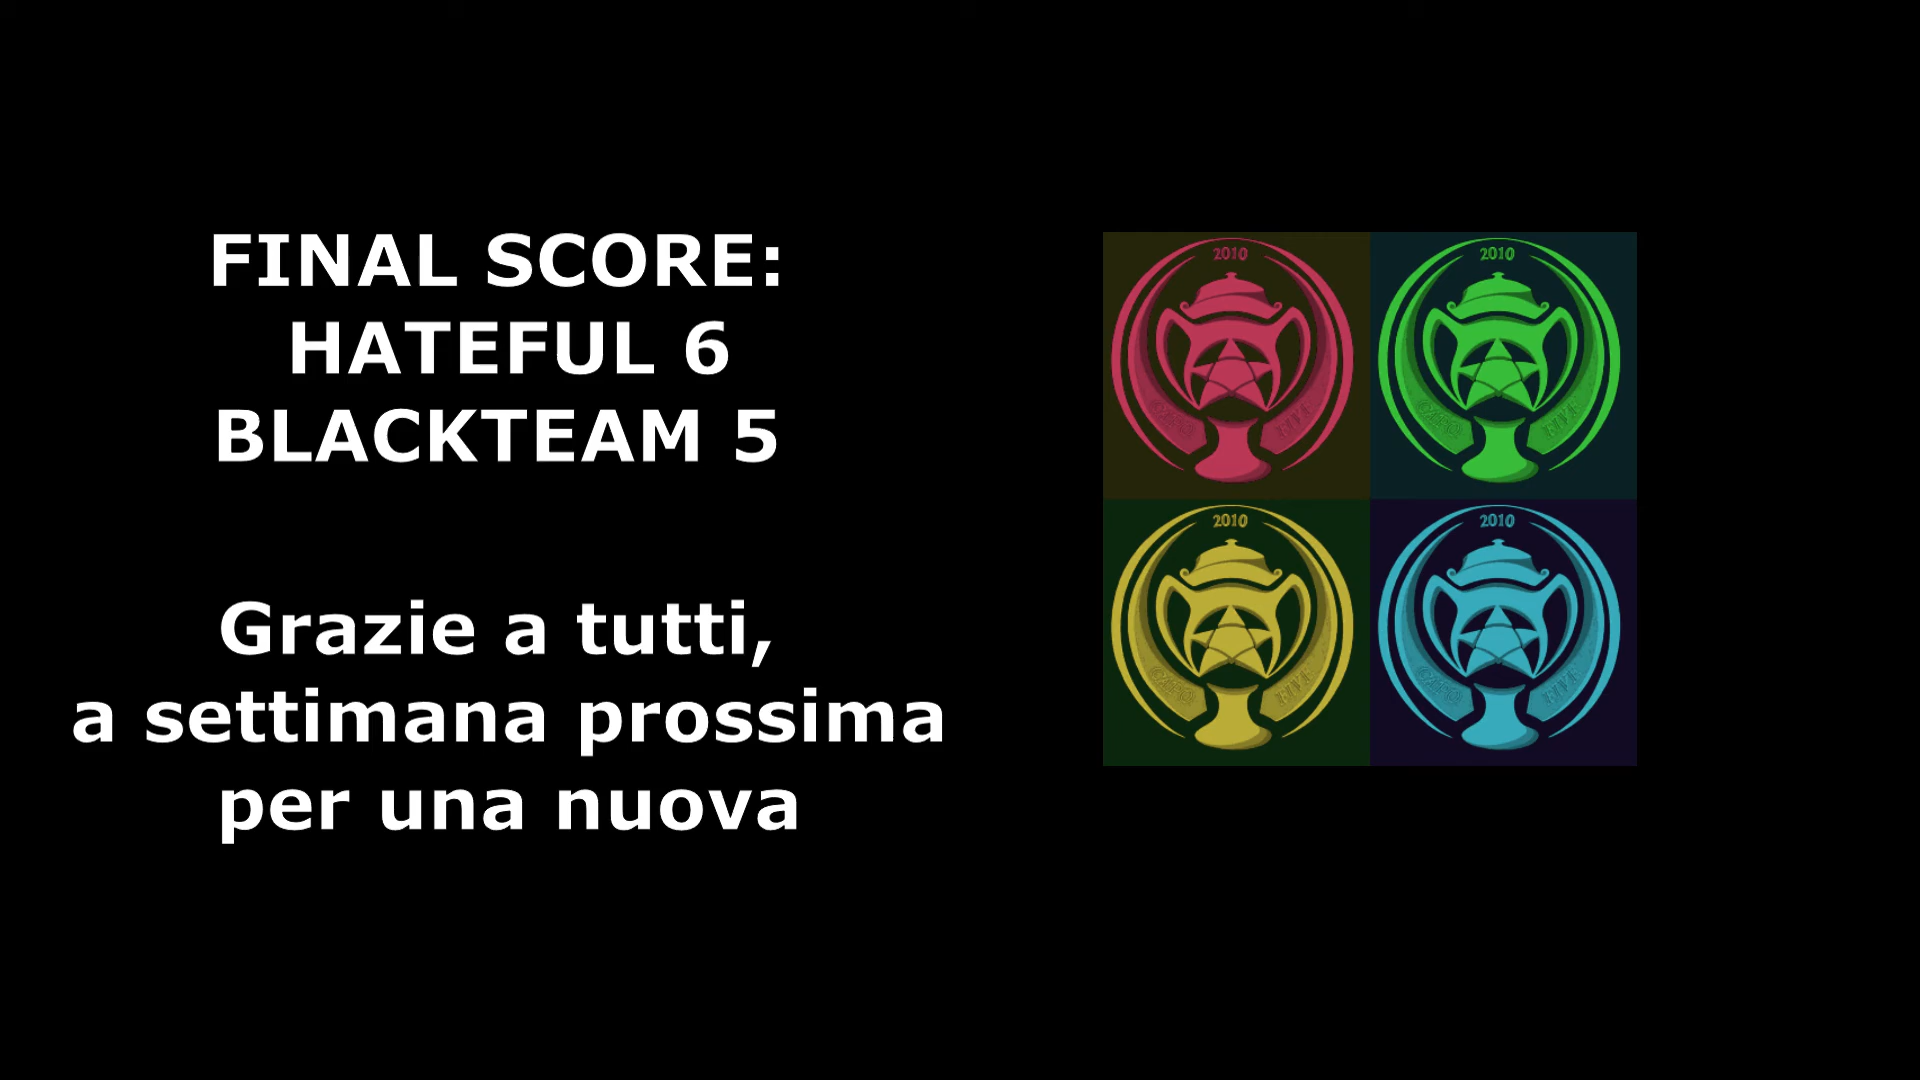 FINAL SCORE:
HATEFUL 6
BLACKTEAM 5
Grazie a tutti,
a settimana prossima
per una nuova
2010
2010
2010
2010